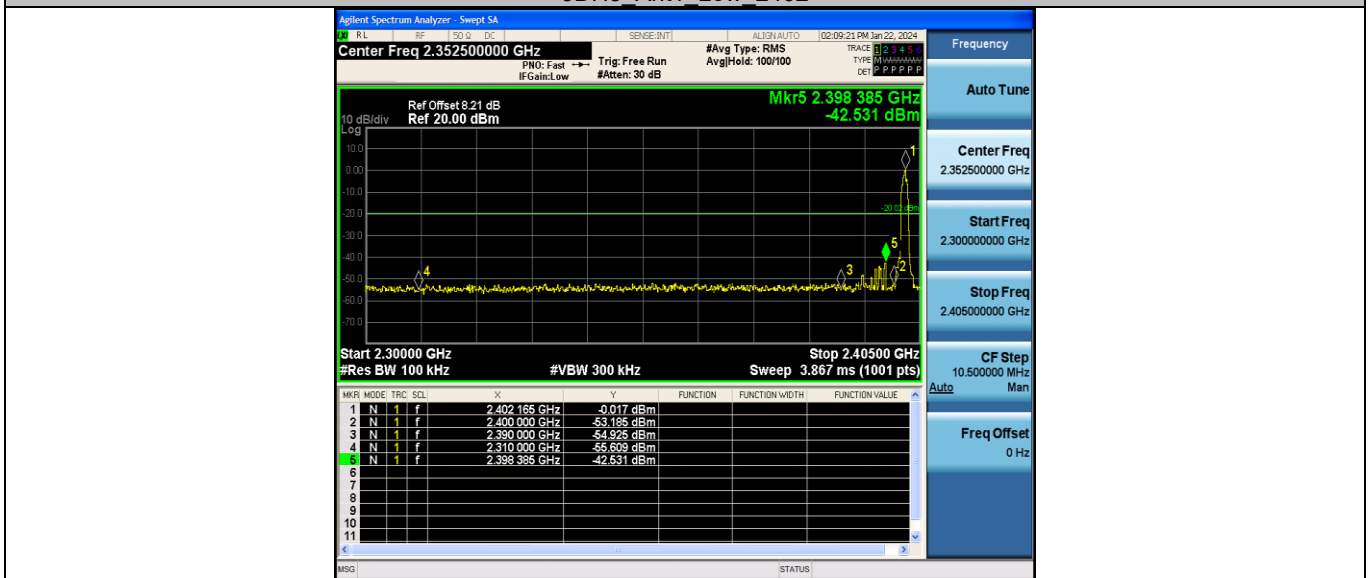 Agilent Spectrum Analyzer - Swept SA
RL RF 50 Ω DC SENSE:INT ALIGN AUTO 02:09:21 PM Jan 22, 2024
Center Freq 2.352500000 GHz
PNO: Fast
IFGain:Low
Trig: Free Run
#Atten: 30 dB
#Avg Type: RMS
Avg|Hold: 100/100
TRACE 1 2 3 4 5 6
TYPE M
DET P P P P P P
Ref Offset 8.21 dB
10 dB/div Ref 20.00 dBm
Log
Mkr5 2.398 385 GHz
-42.531 dBm
10.0
0.00
-10.0
-20.0
-30.0
-40.0
-50.0
-60.0
-70.0
-20.02 dBm
1
5
2
3
4
Start 2.30000 GHz Stop 2.40500 GHz
#Res BW 100 kHz #VBW 300 kHz Sweep 3.867 ms (1001 pts)
MKR MODE TRC SCL X Y FUNCTION FUNCTION WIDTH FUNCTION VALUE
1 N 1 f 2.402 165 GHz -0.017 dBm
2 N 1 f 2.400 000 GHz -53.185 dBm
3 N 1 f 2.390 000 GHz -54.925 dBm
4 N 1 f 2.310 000 GHz -55.609 dBm
5 N 1 f 2.398 385 GHz -42.531 dBm
6
7
8
9
10
11
MSG STATUS
Frequency
Auto Tune
Center Freq
2.352500000 GHz
Start Freq
2.300000000 GHz
Stop Freq
2.405000000 GHz
CF Step
10.500000 MHz
Auto Man
Freq Offset
0 Hz